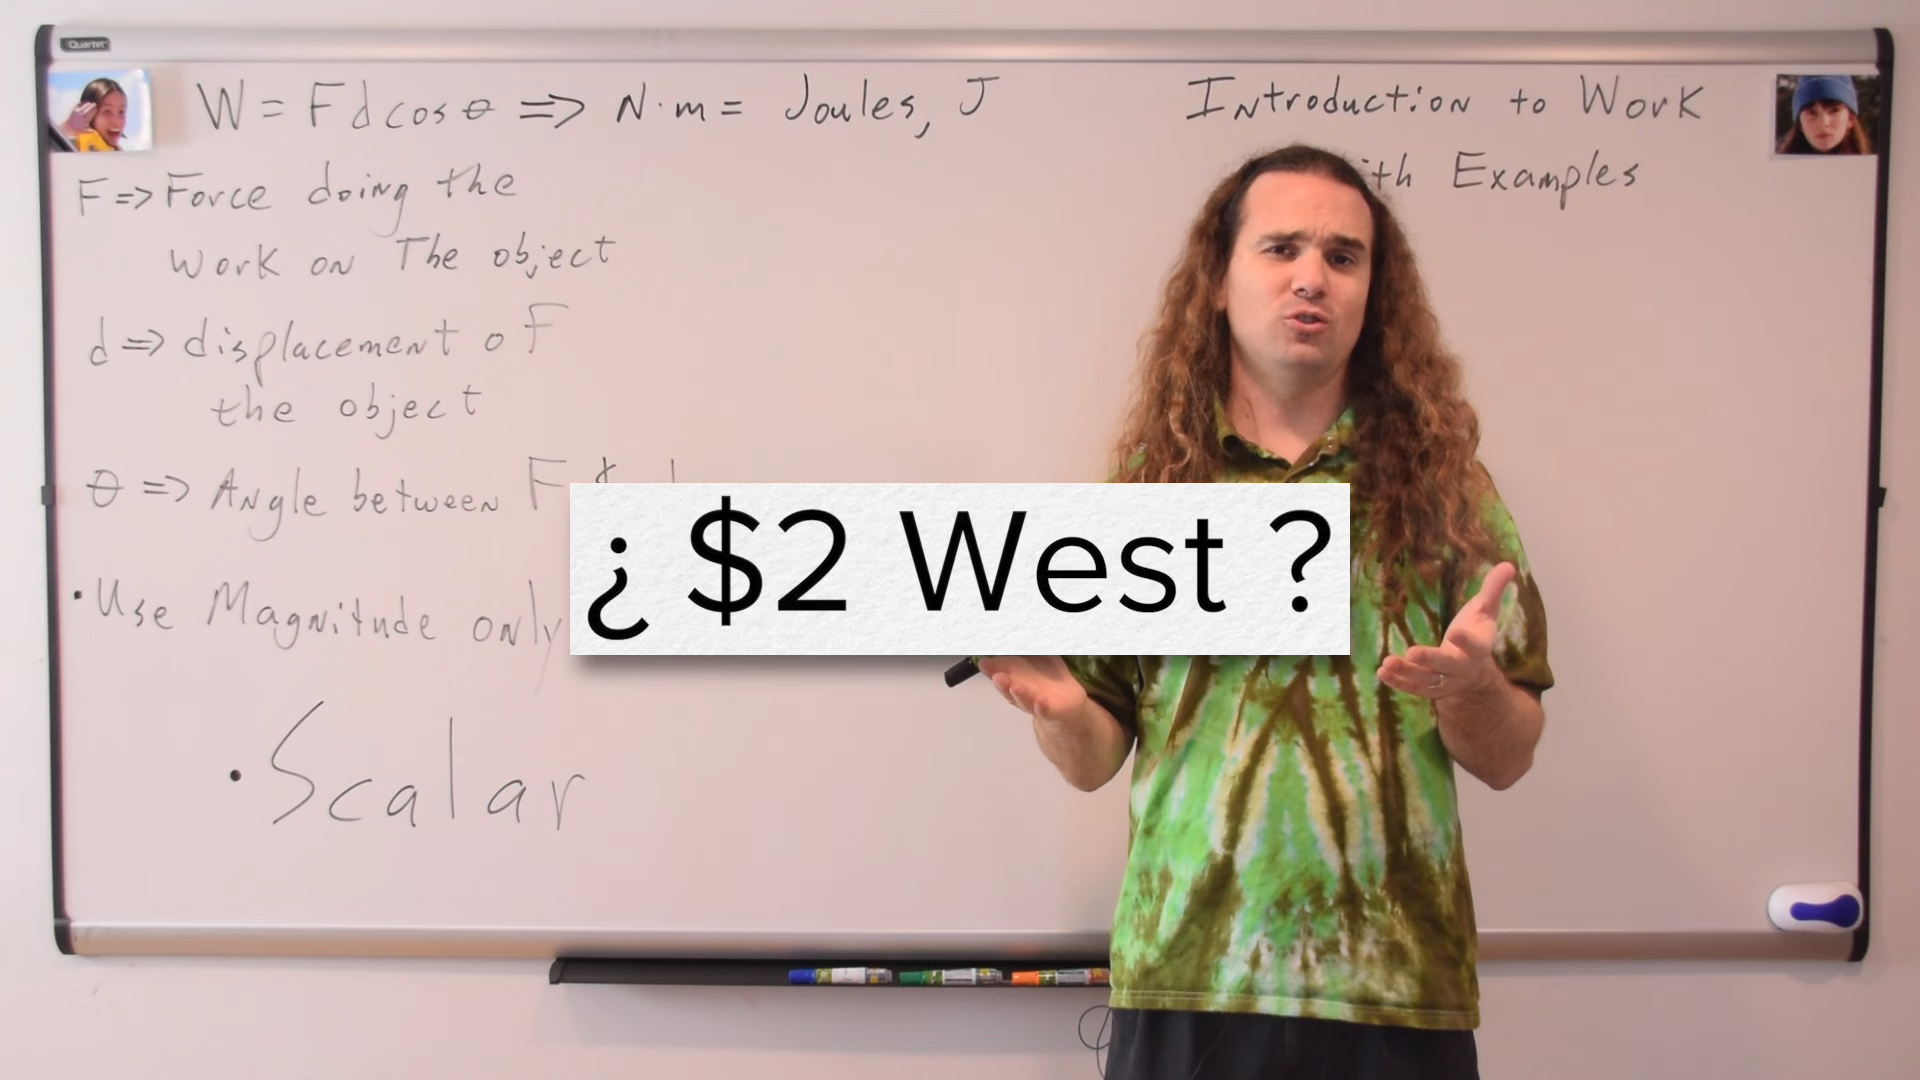 Quartet
W = Fdcosθ => N·m = Joules, J
Introduction to Work
ith Examples
F => Force doing the
work on The object
d => displacement of
the object
θ => Angle between F &
¿ $2 West ?
• Use Magnitude only
• Scalar